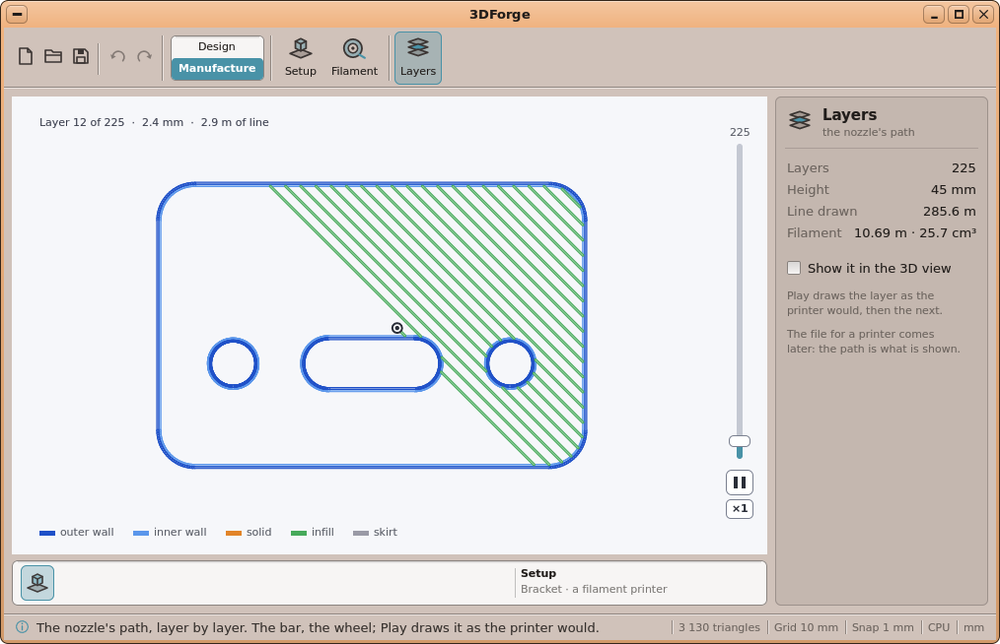 3DForge
Design
Manufacture
Setup
Filament
Layers
Layer 12 of 225 · 2.4 mm · 2.9 m of line
225
×1
outer wall
inner wall
solid
infill
skirt
Layers
the nozzle's path
Layers 225
Height 45 mm
Line drawn 285.6 m
Filament 10.69 m · 25.7 cm³
Show it in the 3D view
Play draws the layer as the
printer would, then the next.
The file for a printer comes
later: the path is what is shown.
Setup
Bracket · a filament printer
The nozzle's path, layer by layer. The bar, the wheel; Play draws it as the printer would.
3 130 triangles
Grid 10 mm
Snap 1 mm
CPU
mm